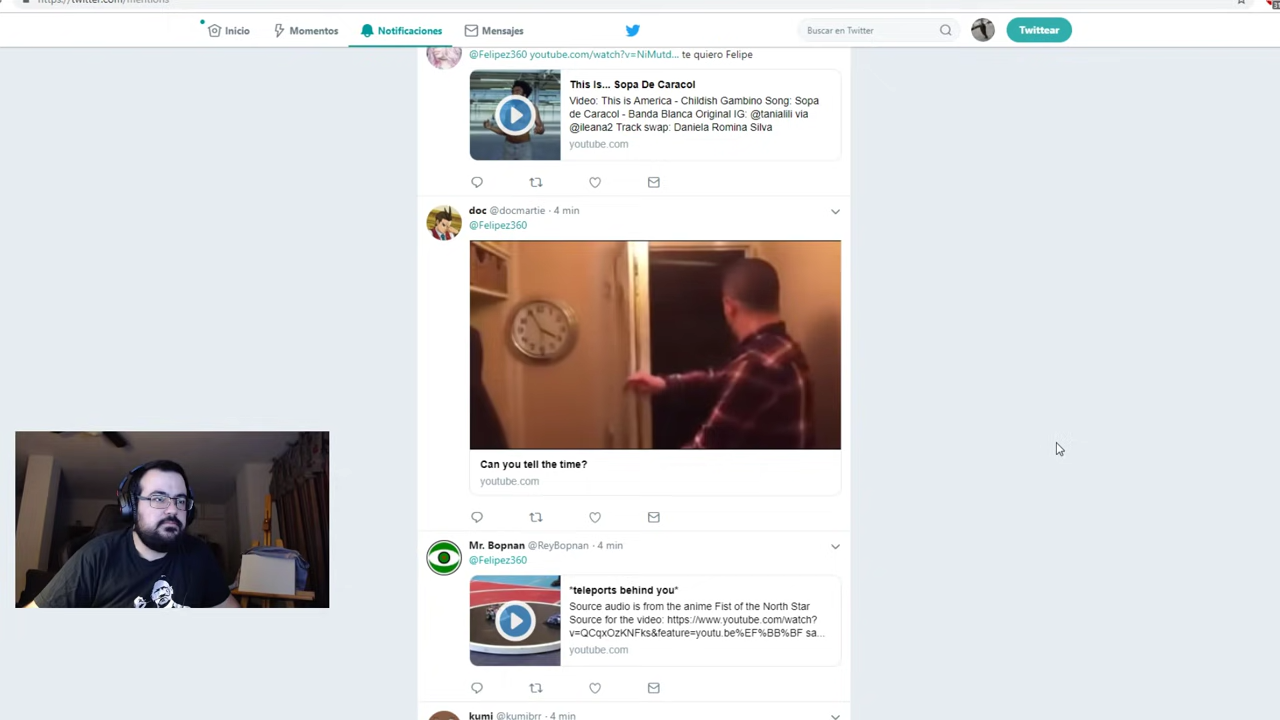 https://twitter.com/mentions
Inicio
Momentos
Notificaciones
Mensajes
Buscar en Twitter
Twittear
@Felipez360 youtube.com/watch?v=NiMutd... te quiero Felipe
This Is... Sopa De Caracol
Video: This is America - Childish Gambino Song: Sopa
de Caracol - Banda Blanca Original IG: @tanialili via
@ileana2 Track swap: Daniela Romina Silva
youtube.com
doc @docmartie · 4 min
@Felipez360
Can you tell the time?
youtube.com
Mr. Bopnan @ReyBopnan · 4 min
@Felipez360
*teleports behind you*
Source audio is from the anime Fist of the North Star
Source for the video: https://www.youtube.com/watch?
v=QCqxOzKNFks&feature=youtu.be%EF%BB%BF sa...
youtube.com
kumi @kumibrr · 4 min